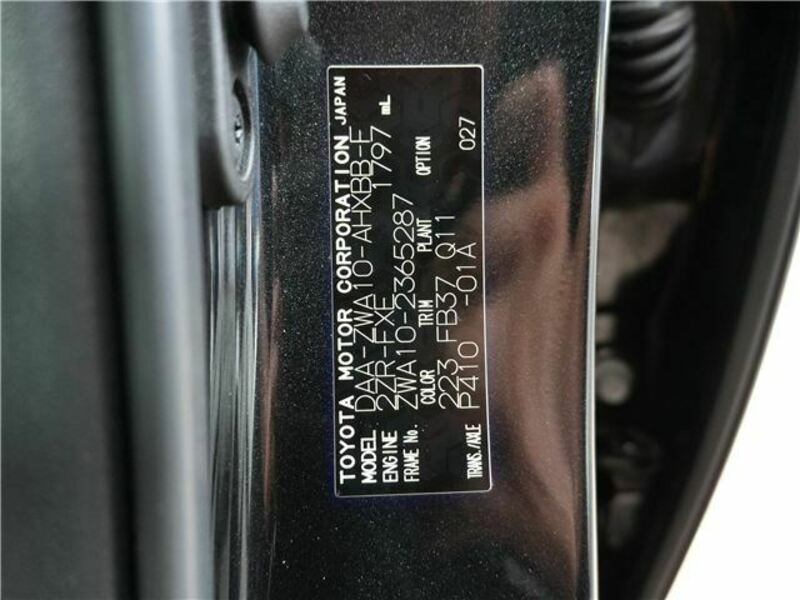 TOYOTA MOTOR CORPORATION JAPAN
MODEL DAA-ZWA10-AHXBB-F
ENGINE 2ZR-FXE 1797 mL
FRAME No. ZWA10-2365287
COLOR TRIM PLANT OPTION
223 FB37 Q11
TRANS./AXLE P410 -01A 027